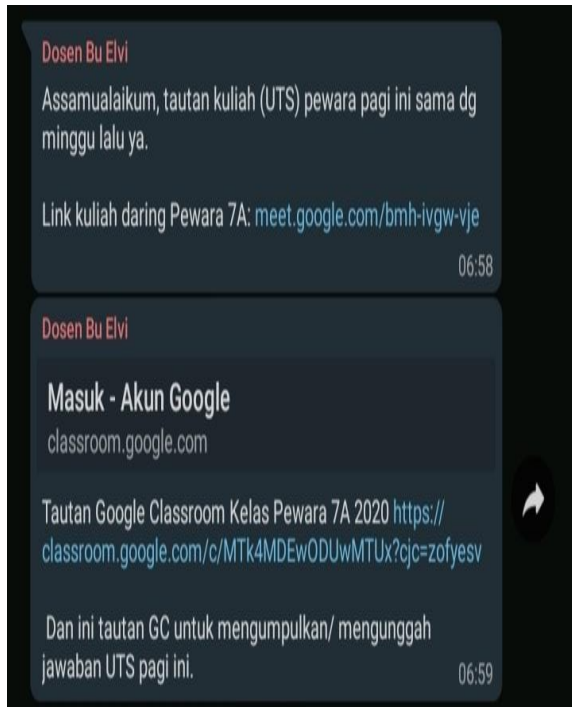 Dosen Bu Elvi
Assamualaikum, tautan kuliah (UTS) pewara pagi ini sama dg
minggu lalu ya.
Link kuliah daring Pewara 7A: meet.google.com/bmh-ivgw-vje
06:58
Dosen Bu Elvi
Masuk - Akun Google
classroom.google.com
Tautan Google Classroom Kelas Pewara 7A 2020 https://
classroom.google.com/c/MTk4MDEwODUwMTUx?cjc=zofyesv
Dan ini tautan GC untuk mengumpulkan/ mengunggah
jawaban UTS pagi ini.
06:59